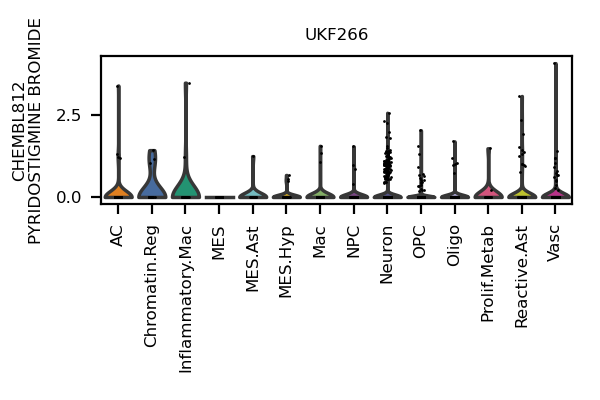 UKF266
CHEMBL812
PYRIDOSTIGMINE BROMIDE
2.5
0.0
AC
Chromatin.Reg
Inflammatory.Mac
MES
MES.Ast
MES.Hyp
Mac
NPC
Neuron
OPC
Oligo
Prolif.Metab
Reactive.Ast
Vasc